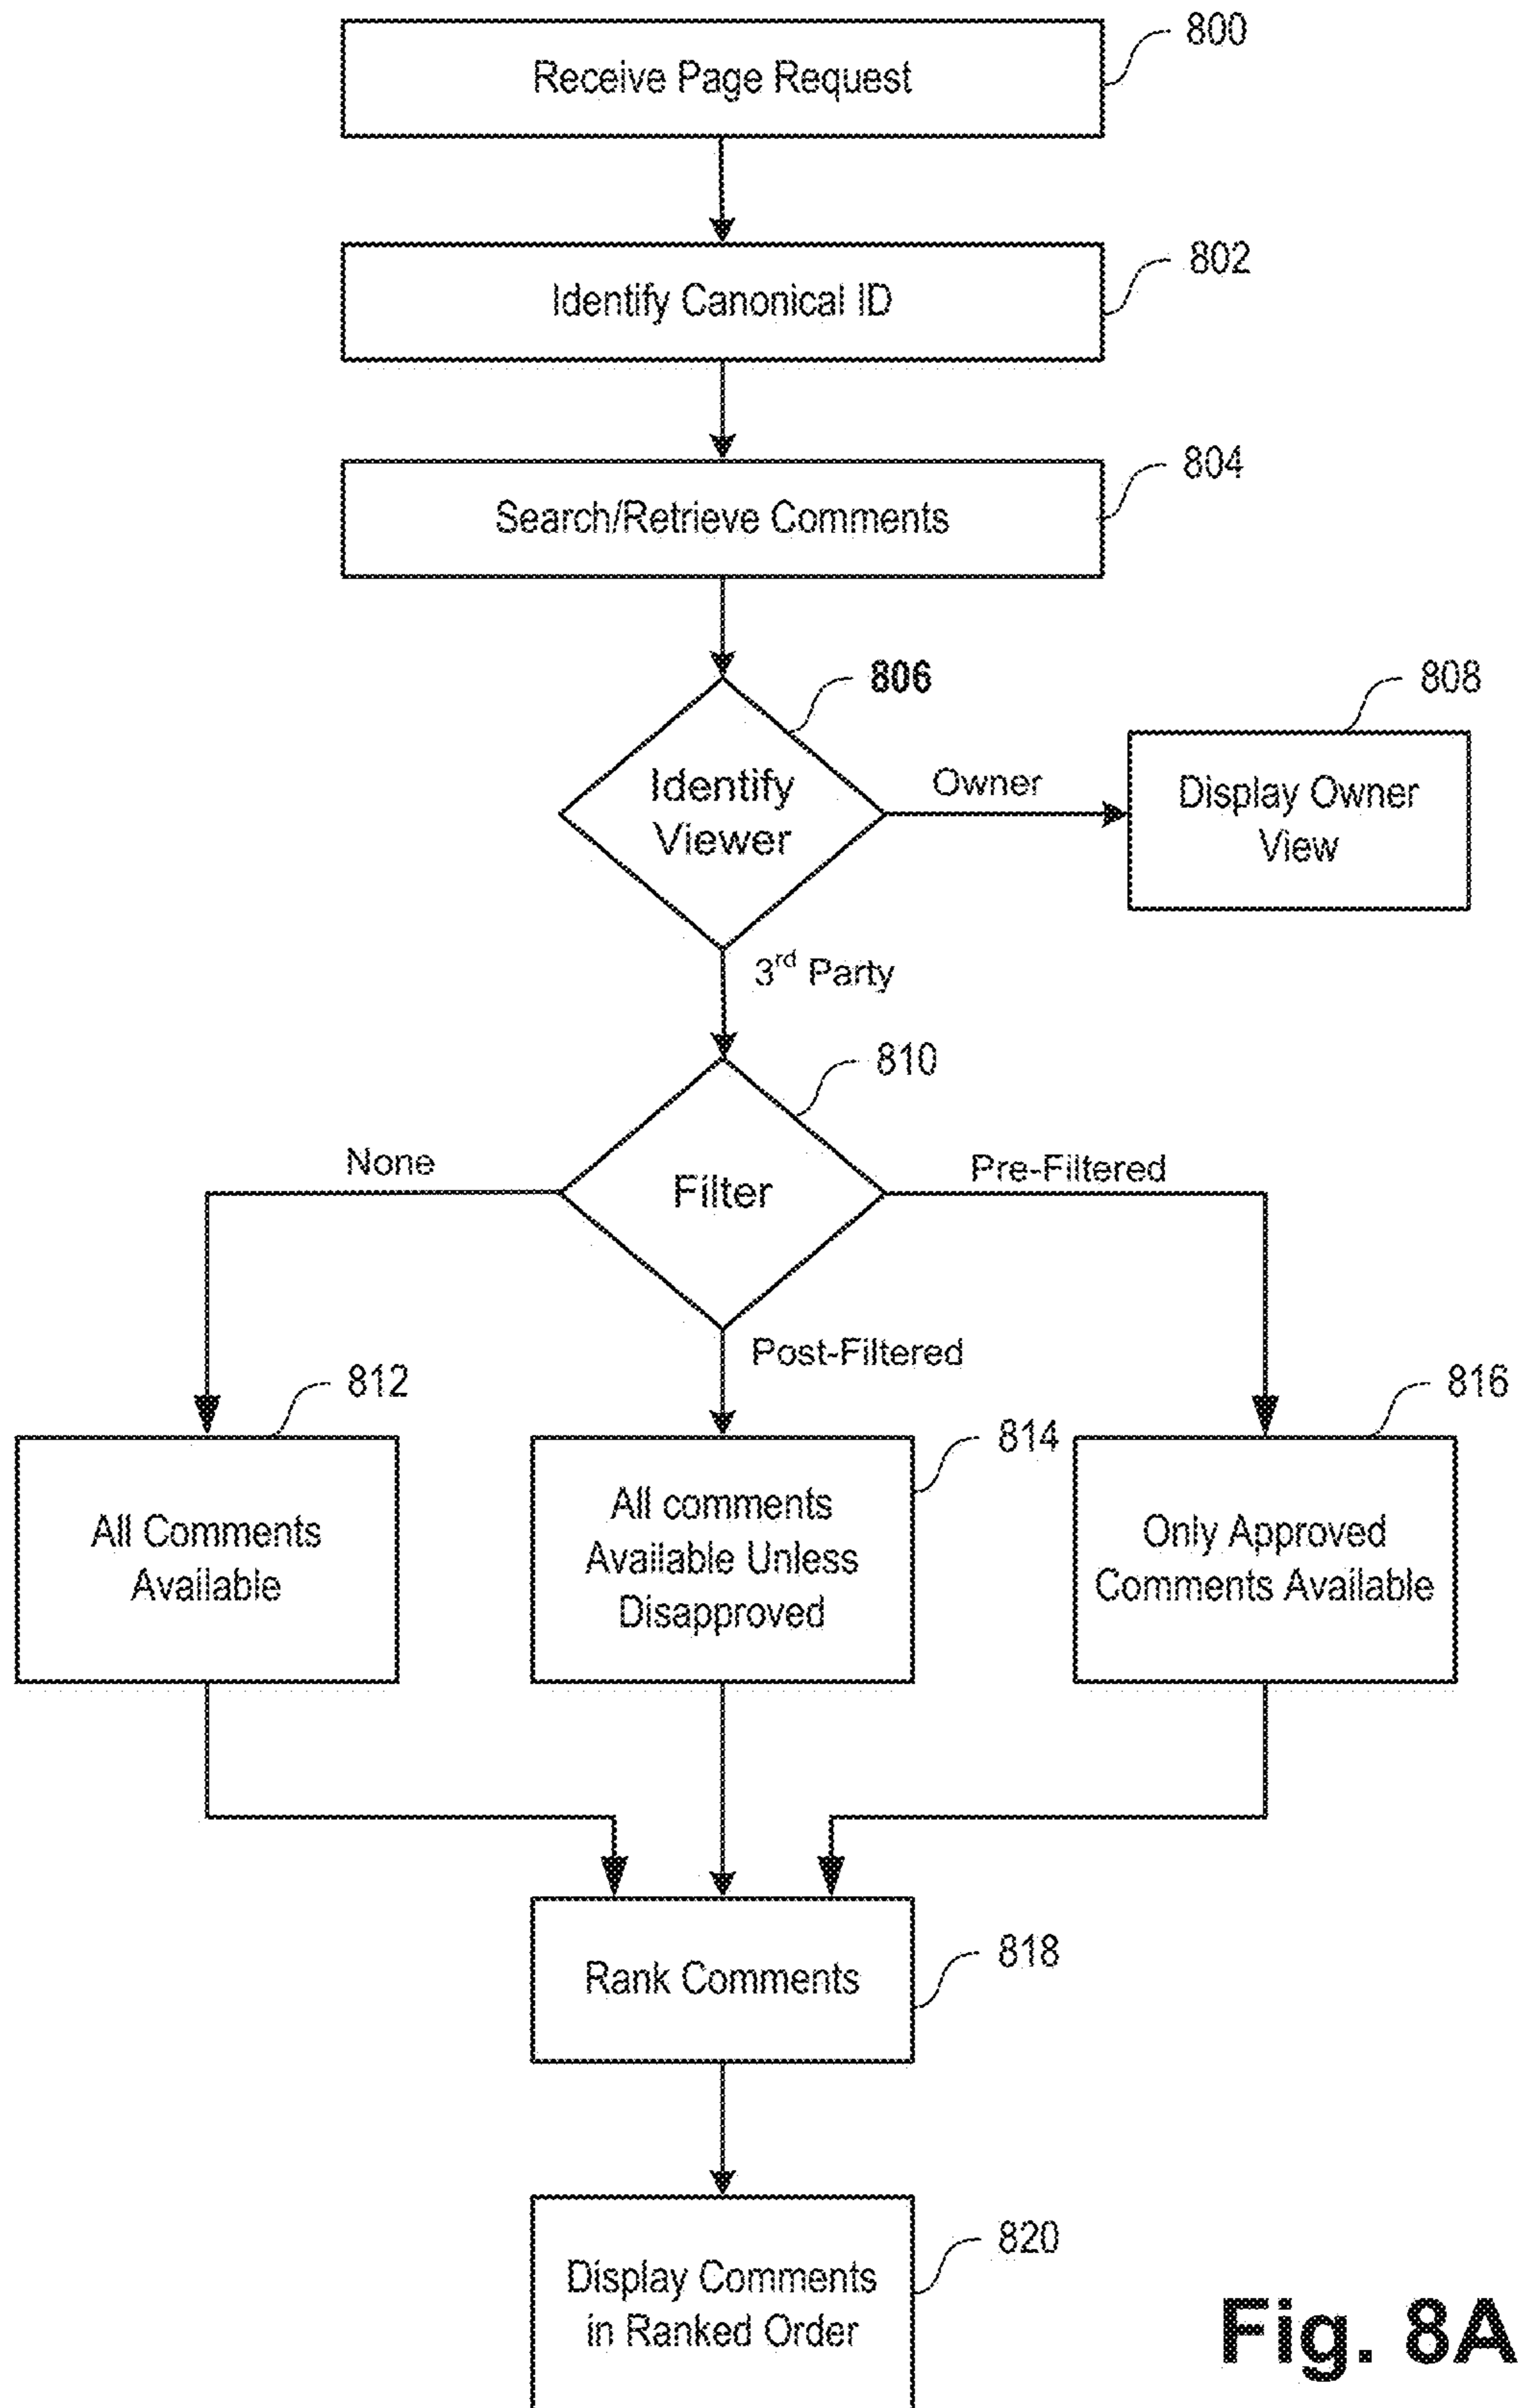 800
Receive Page Request
802
Identify Canonical ID
804
Search/Retrieve Comments
806
808
Identify
Viewer
Owner
Display Owner
View
3rd Party
810
None
Filter
Pre-Filtered
Post-Filtered
812
814
816
All Comments
Available
All comments
Available Unless
Disapproved
Only Approved
Comments Available
818
Rank Comments
820
Display Comments
in Ranked Order
Fig. 8A